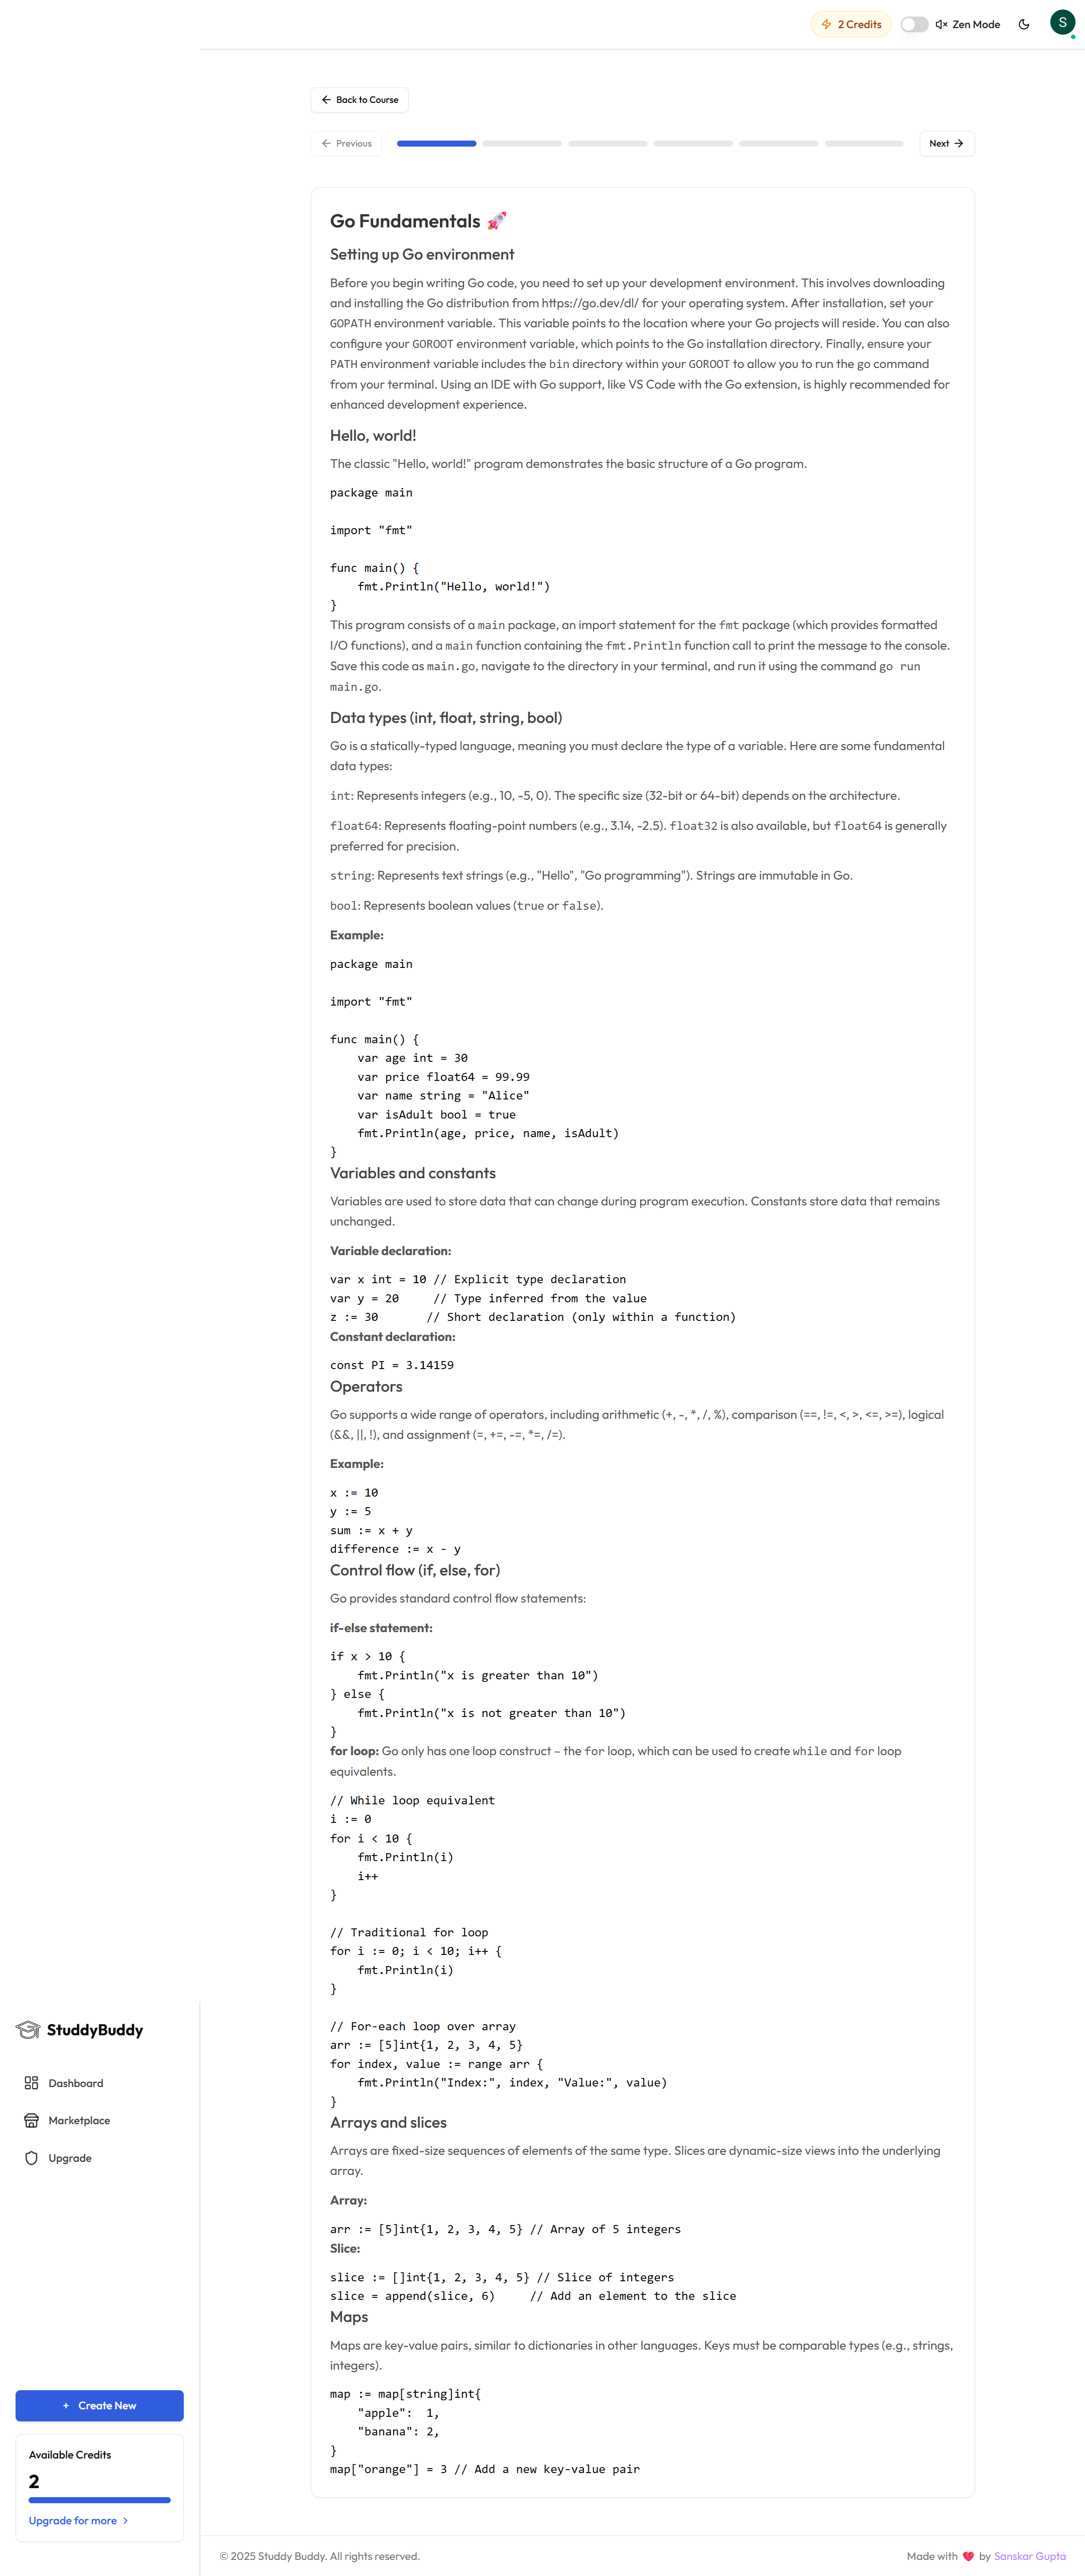 2 Credits
Zen Mode
S
Back to Course
Previous
Next
Go Fundamentals 🚀
Setting up Go environment
Before you begin writing Go code, you need to set up your development environment. This involves downloading
and installing the Go distribution from https://go.dev/dl/ for your operating system. After installation, set your
GOPATH environment variable. This variable points to the location where your Go projects will reside. You can also
configure your GOROOT environment variable, which points to the Go installation directory. Finally, ensure your
PATH environment variable includes the bin directory within your GOROOT to allow you to run the go command
from your terminal. Using an IDE with Go support, like VS Code with the Go extension, is highly recommended for
enhanced development experience.
Hello, world!
The classic "Hello, world!" program demonstrates the basic structure of a Go program.
package main
import "fmt"
func main() {
    fmt.Println("Hello, world!")
}
This program consists of a main package, an import statement for the fmt package (which provides formatted
I/O functions), and a main function containing the fmt.Println function call to print the message to the console.
Save this code as main.go, navigate to the directory in your terminal, and run it using the command go run
main.go.
Data types (int, float, string, bool)
Go is a statically-typed language, meaning you must declare the type of a variable. Here are some fundamental
data types:
int: Represents integers (e.g., 10, -5, 0). The specific size (32-bit or 64-bit) depends on the architecture.
float64: Represents floating-point numbers (e.g., 3.14, -2.5). float32 is also available, but float64 is generally
preferred for precision.
string: Represents text strings (e.g., "Hello", "Go programming"). Strings are immutable in Go.
bool: Represents boolean values (true or false).
Example:
package main
import "fmt"
func main() {
    var age int = 30
    var price float64 = 99.99
    var name string = "Alice"
    var isAdult bool = true
    fmt.Println(age, price, name, isAdult)
}
Variables and constants
Variables are used to store data that can change during program execution. Constants store data that remains
unchanged.
Variable declaration:
var x int = 10 // Explicit type declaration
var y = 20     // Type inferred from the value
z := 30       // Short declaration (only within a function)
Constant declaration:
const PI = 3.14159
Operators
Go supports a wide range of operators, including arithmetic (+, -, *, /, %), comparison (==, !=, <, >, <=, >=), logical
(&&, ||, !), and assignment (=, +=, -=, *=, /=).
Example:
x := 10
y := 5
sum := x + y
difference := x - y
Control flow (if, else, for)
Go provides standard control flow statements:
if-else statement:
if x > 10 {
    fmt.Println("x is greater than 10")
} else {
    fmt.Println("x is not greater than 10")
}
for loop: Go only has one loop construct – the for loop, which can be used to create while and for loop
equivalents.
// While loop equivalent
i := 0
for i < 10 {
    fmt.Println(i)
    i++
}
// Traditional for loop
for i := 0; i < 10; i++ {
    fmt.Println(i)
}
// For-each loop over array
arr := [5]int{1, 2, 3, 4, 5}
for index, value := range arr {
    fmt.Println("Index:", index, "Value:", value)
}
Arrays and slices
Arrays are fixed-size sequences of elements of the same type. Slices are dynamic-size views into the underlying
array.
Array:
arr := [5]int{1, 2, 3, 4, 5} // Array of 5 integers
Slice:
slice := []int{1, 2, 3, 4, 5} // Slice of integers
slice = append(slice, 6)     // Add an element to the slice
Maps
Maps are key-value pairs, similar to dictionaries in other languages. Keys must be comparable types (e.g., strings,
integers).
map := map[string]int{
    "apple":  1,
    "banana": 2,
}
map["orange"] = 3 // Add a new key-value pair
StuddyBuddy
Dashboard
Marketplace
Upgrade
+ Create New
Available Credits
2
Upgrade for more
© 2025 Studdy Buddy. All rights reserved.
Made with ❤️ by Sanskar Gupta